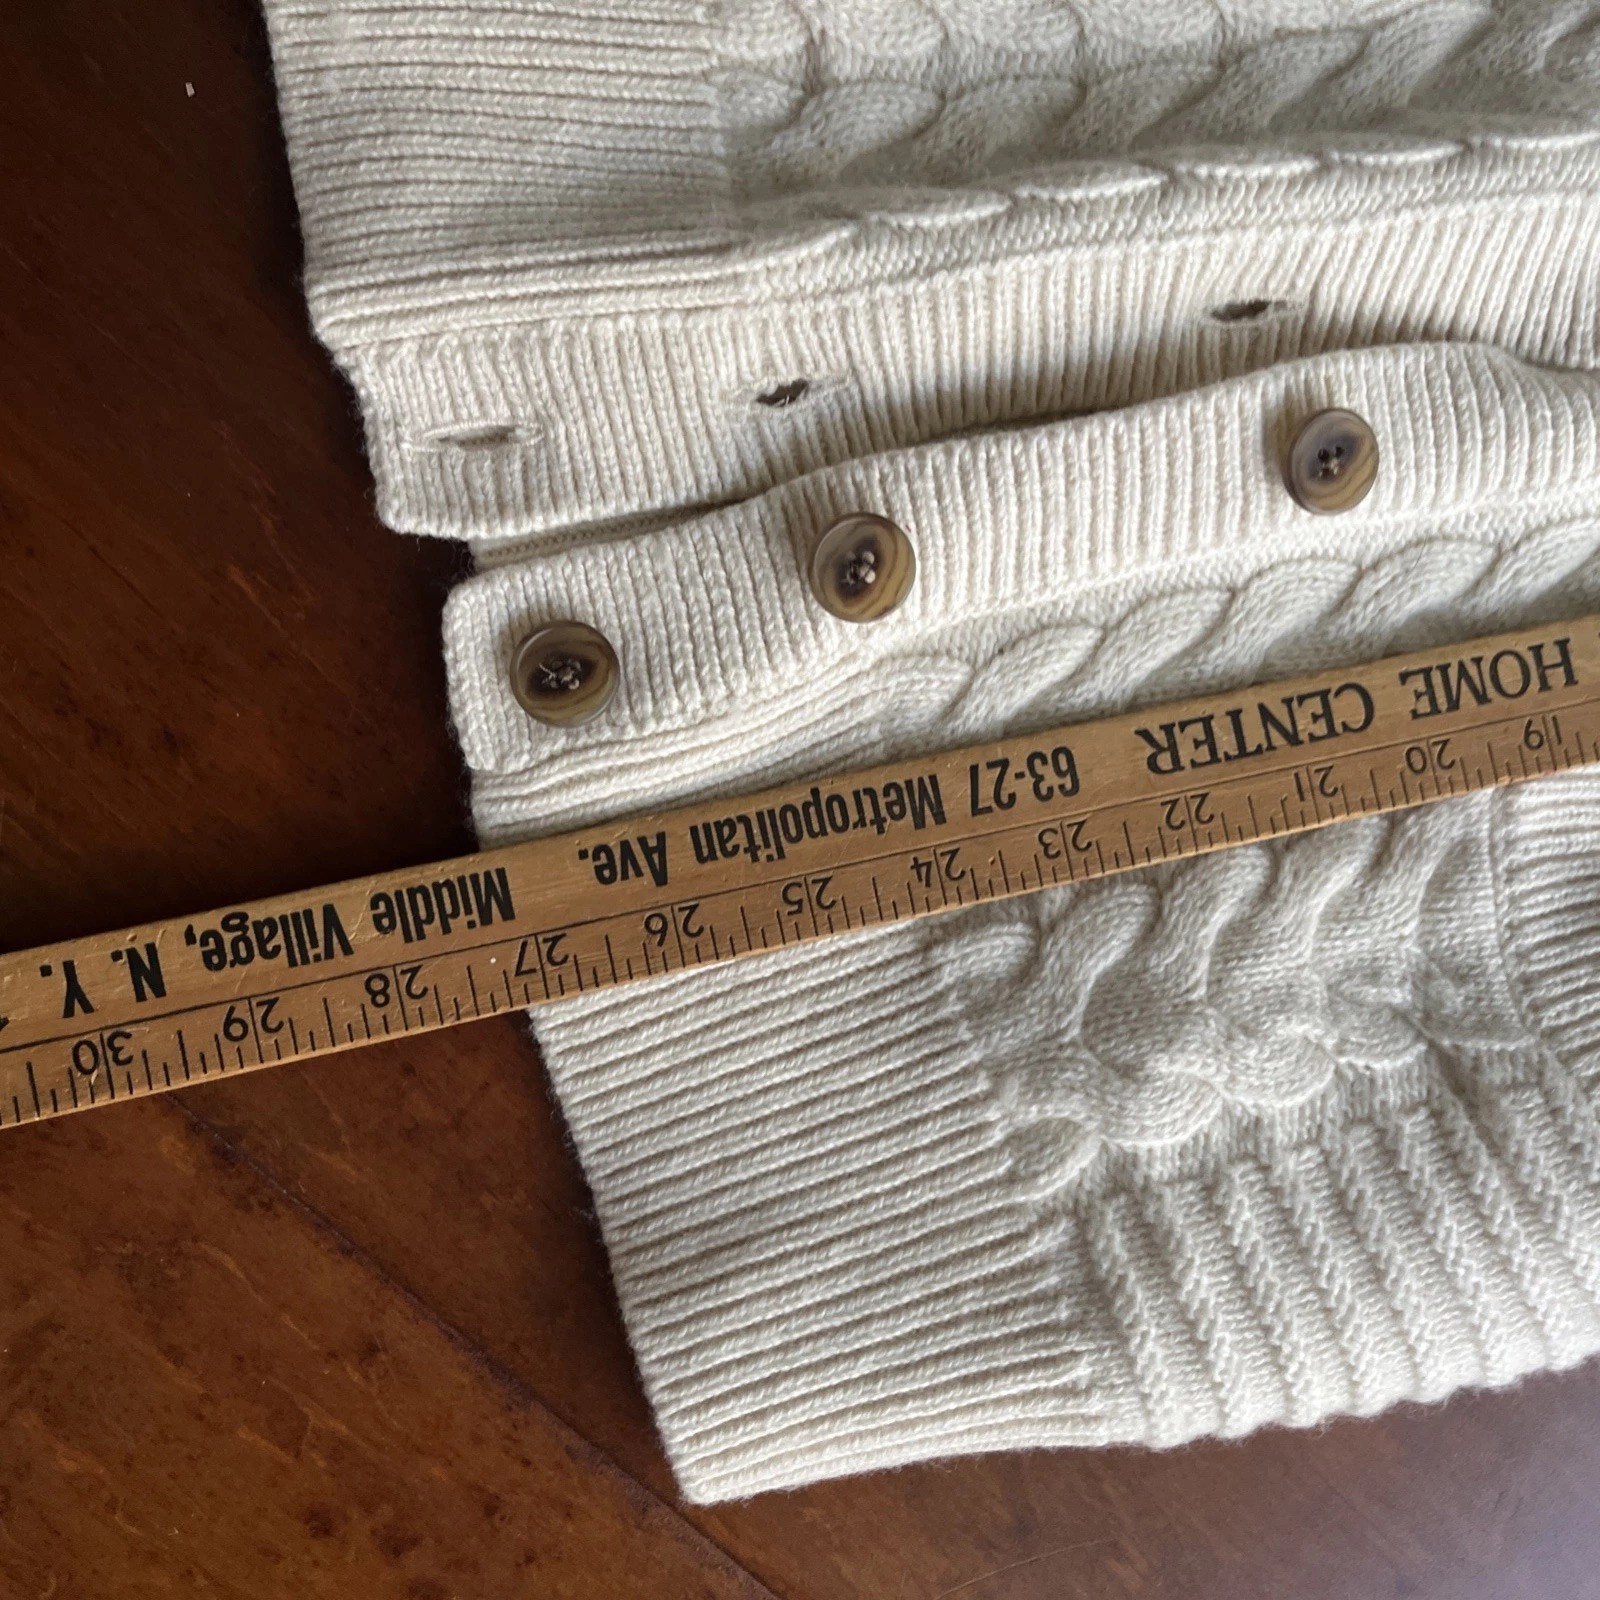 HOME CENTER 63-27 Metropolitan Ave. Middle Village, N. Y.
19 20 21 22 23 24 25 26 27 28 29 30